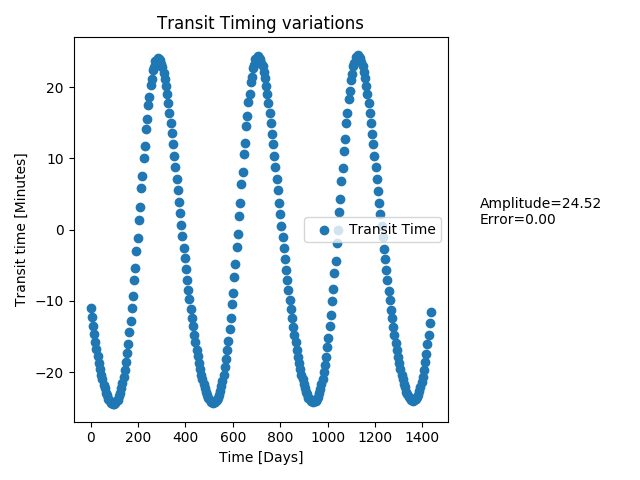 Transit Timing variations
Transit time [Minutes]
20
10
0
−10
−20
Transit Time
Amplitude=24.52
Error=0.00
0 200 400 600 800 1000 1200 1400
Time [Days]